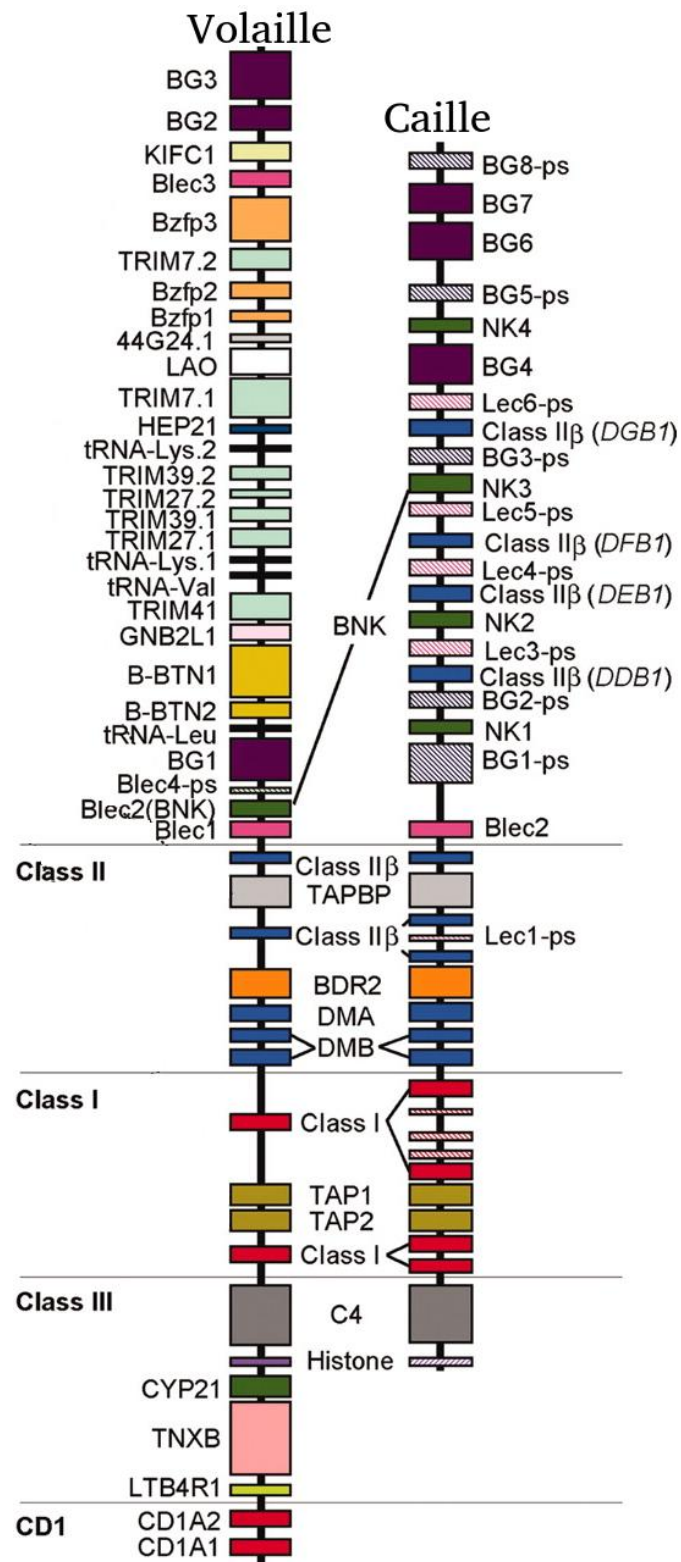 Volaille
BG3
BG2
KIFC1
Blec3
Bzfp3
TRIM7.2
Bzfp2
Bzfp1
44G24.1
LAO
TRIM7.1
HEP21
tRNA-Lys.2
TRIM39.2
TRIM27.2
TRIM39.1
TRIM27.1
tRNA-Lys.1
tRNA-Val
TRIM41
GNB2L1
B-BTN1
B-BTN2
tRNA-Leu
BG1
Blec4-ps
Blec2(BNK)
Blec1
BNK
Caille
BG8-ps
BG7
BG6
BG5-ps
NK4
BG4
Lec6-ps
Class IIβ (DGB1)
BG3-ps
NK3
Lec5-ps
Class IIβ (DFB1)
Lec4-ps
Class IIβ (DEB1)
NK2
Lec3-ps
Class IIβ (DDB1)
BG2-ps
NK1
BG1-ps
Blec2
Class II
Class IIβ
TAPBP
Class IIβ
Lec1-ps
BDR2
DMA
DMB
Class I
Class I
TAP1
TAP2
Class I
Class III
C4
Histone
CYP21
TNXB
LTB4R1
CD1
CD1A2
CD1A1